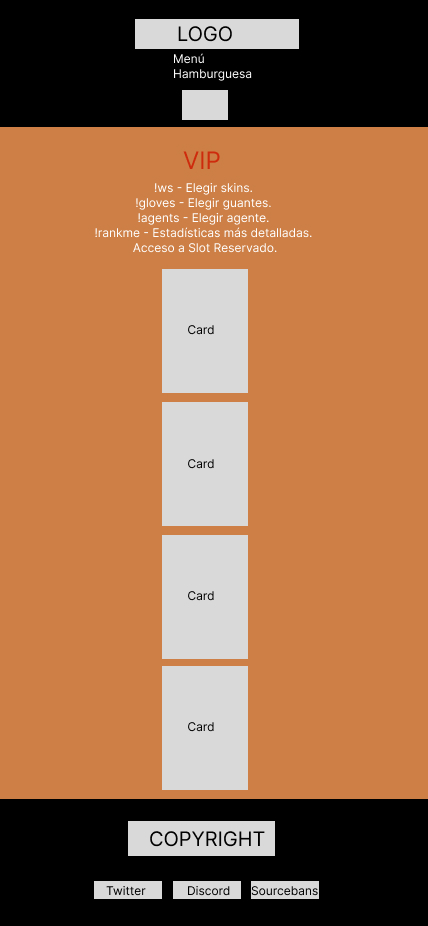 LOGO
Menú
Hamburguesa
VIP
!ws - Elegir skins.
!gloves - Elegir guantes.
!agents - Elegir agente.
!rankme - Estadísticas más detalladas.
Acceso a Slot Reservado.
Card
Card
Card
Card
COPYRIGHT
Twitter Discord Sourcebans